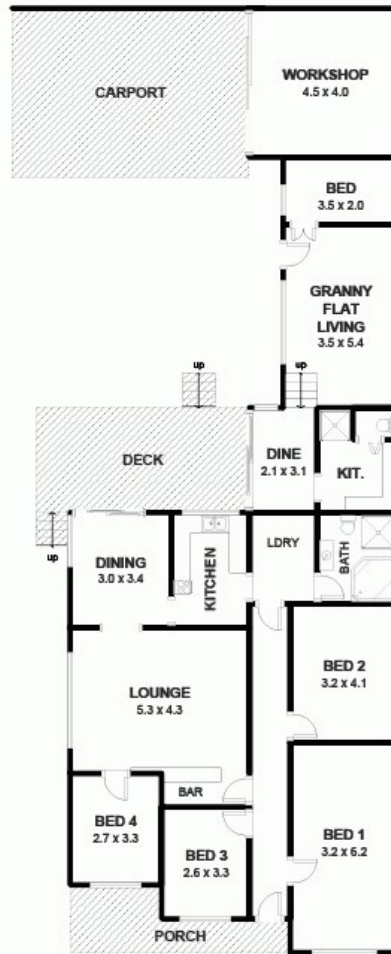 CARPORT
WORKSHOP
4.5 x 4.0
BED
3.5 x 2.0
GRANNY
FLAT
LIVING
3.5 x 5.4
up
up
DECK
DINE
2.1 x 3.1
KIT.
up
DINING
3.0 x 3.4
KITCHEN
LDRY
BATH
LOUNGE
5.3 x 4.3
BED 2
3.2 x 4.1
BAR
BED 4
2.7 x 3.3
BED 3
2.6 x 3.3
BED 1
3.2 x 6.2
PORCH